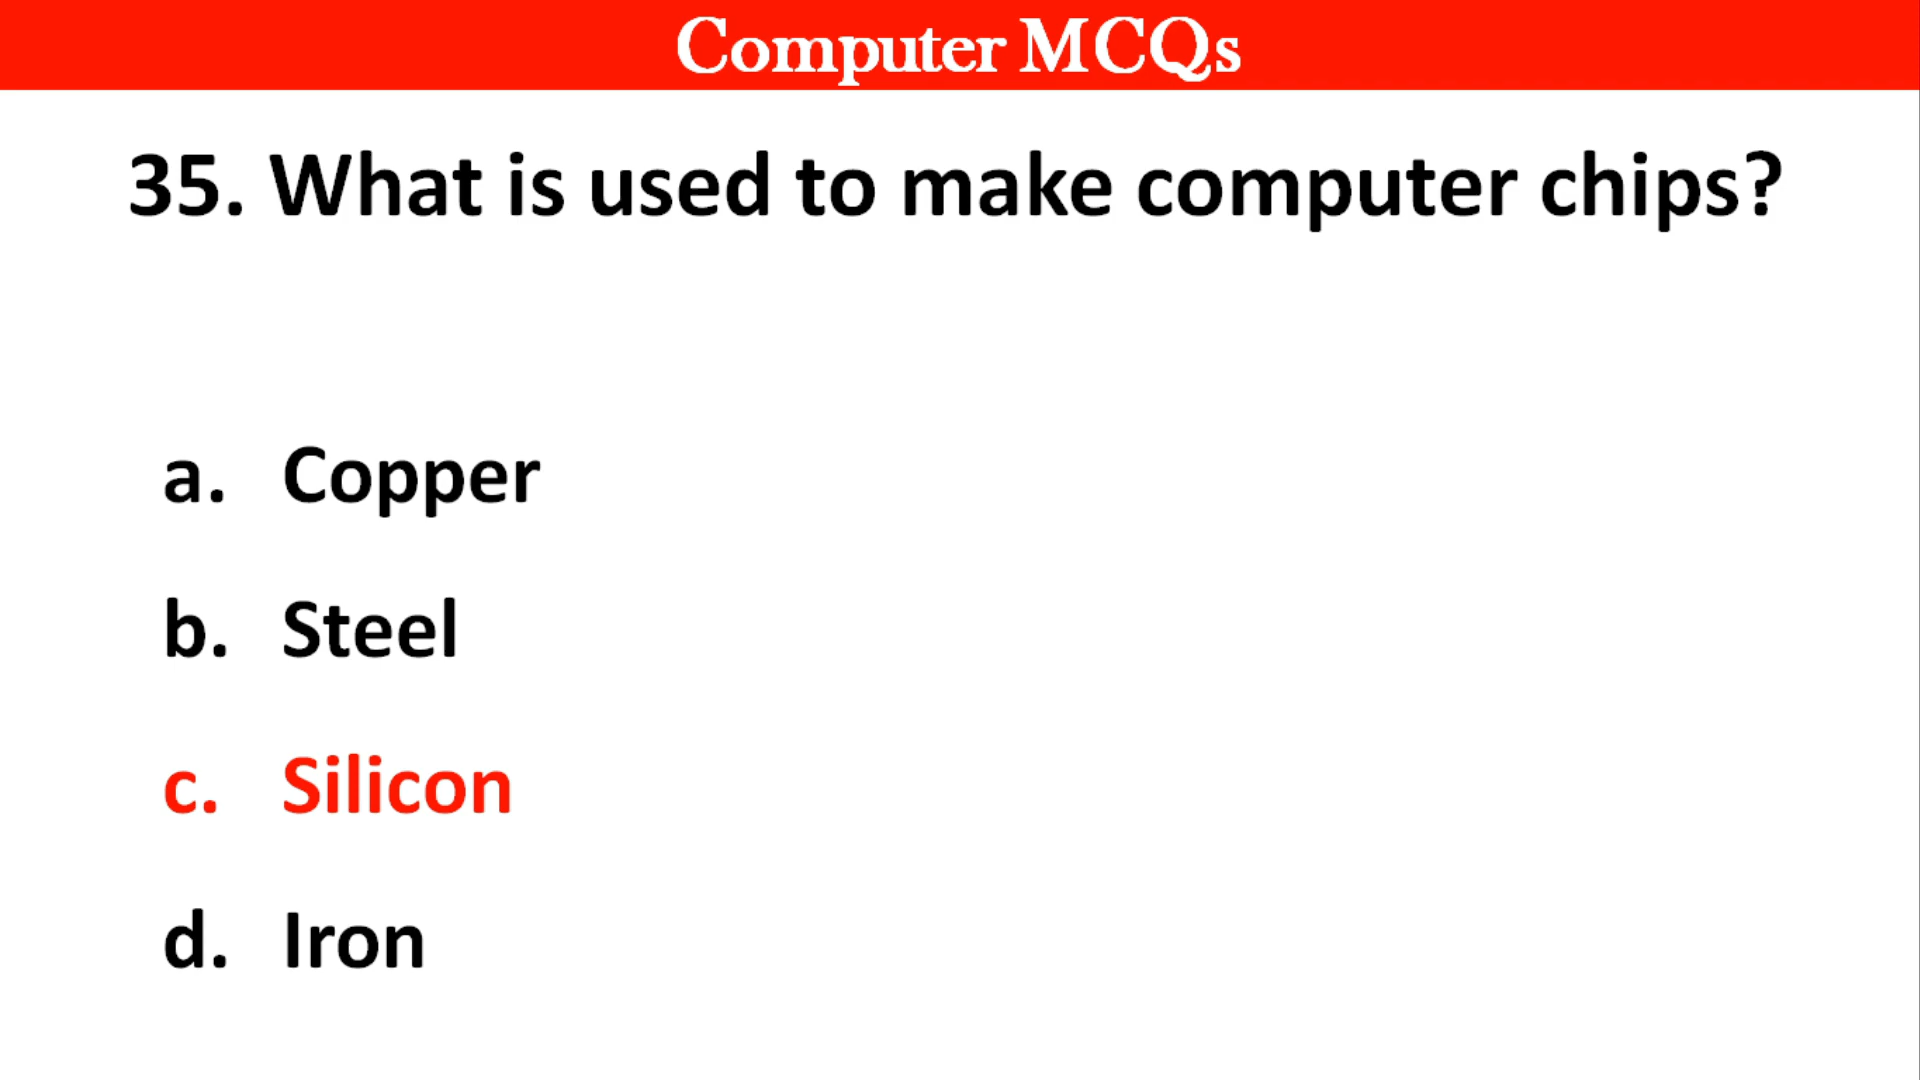 Computer MCQs
35. What is used to make computer chips?
a. Copper
b. Steel
c. Silicon
d. Iron